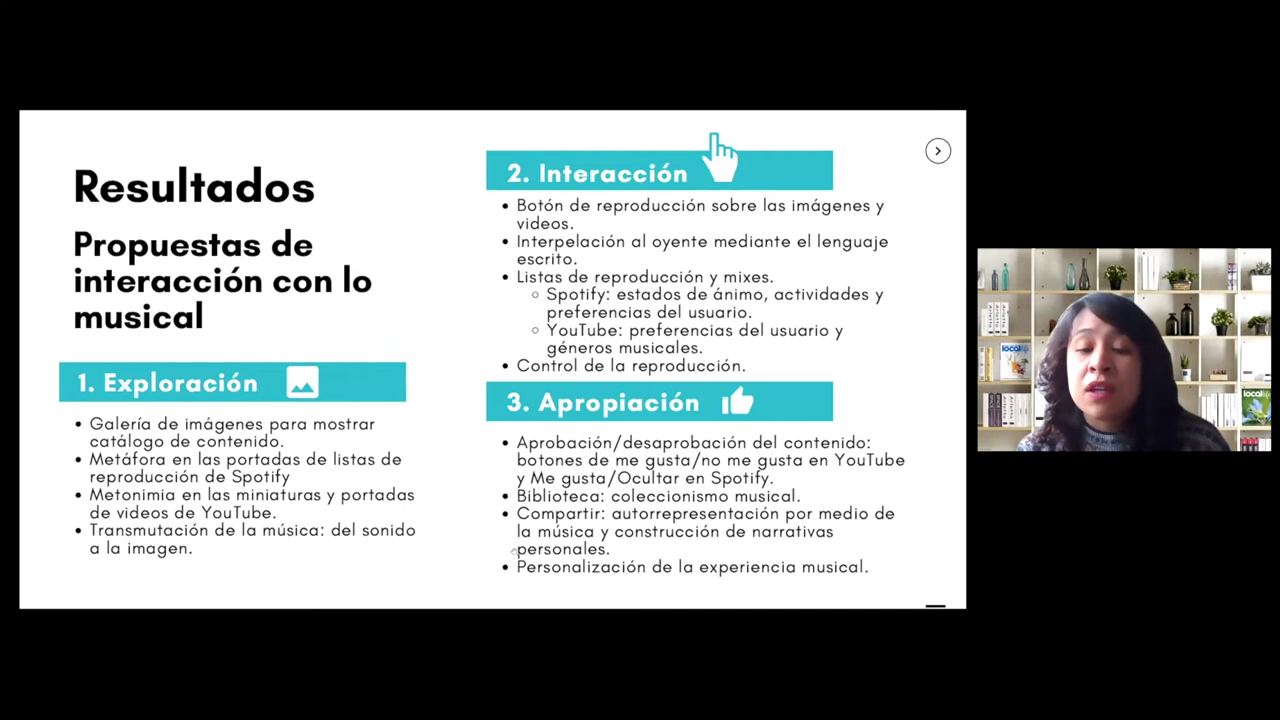 Resultados
Propuestas de
interacción con lo
musical
1. Exploración
• Galería de imágenes para mostrar
catálogo de contenido.
• Metáfora en las portadas de listas de
reproducción de Spotify
• Metonimia en las miniaturas y portadas
de videos de YouTube.
• Transmutación de la música: del sonido
a la imagen.
2. Interacción
• Botón de reproducción sobre las imágenes y
videos.
• Interpelación al oyente mediante el lenguaje
escrito.
• Listas de reproducción y mixes.
◦ Spotify: estados de ánimo, actividades y
preferencias del usuario.
◦ YouTube: preferencias del usuario y
géneros musicales.
• Control de la reproducción.
3. Apropiación
• Aprobación/desaprobación del contenido:
botones de me gusta/no me gusta en YouTube
y Me gusta/Ocultar en Spotify.
• Biblioteca: coleccionismo musical.
• Compartir: autorrepresentación por medio de
la música y construcción de narrativas
personales.
• Personalización de la experiencia musical.
local
local